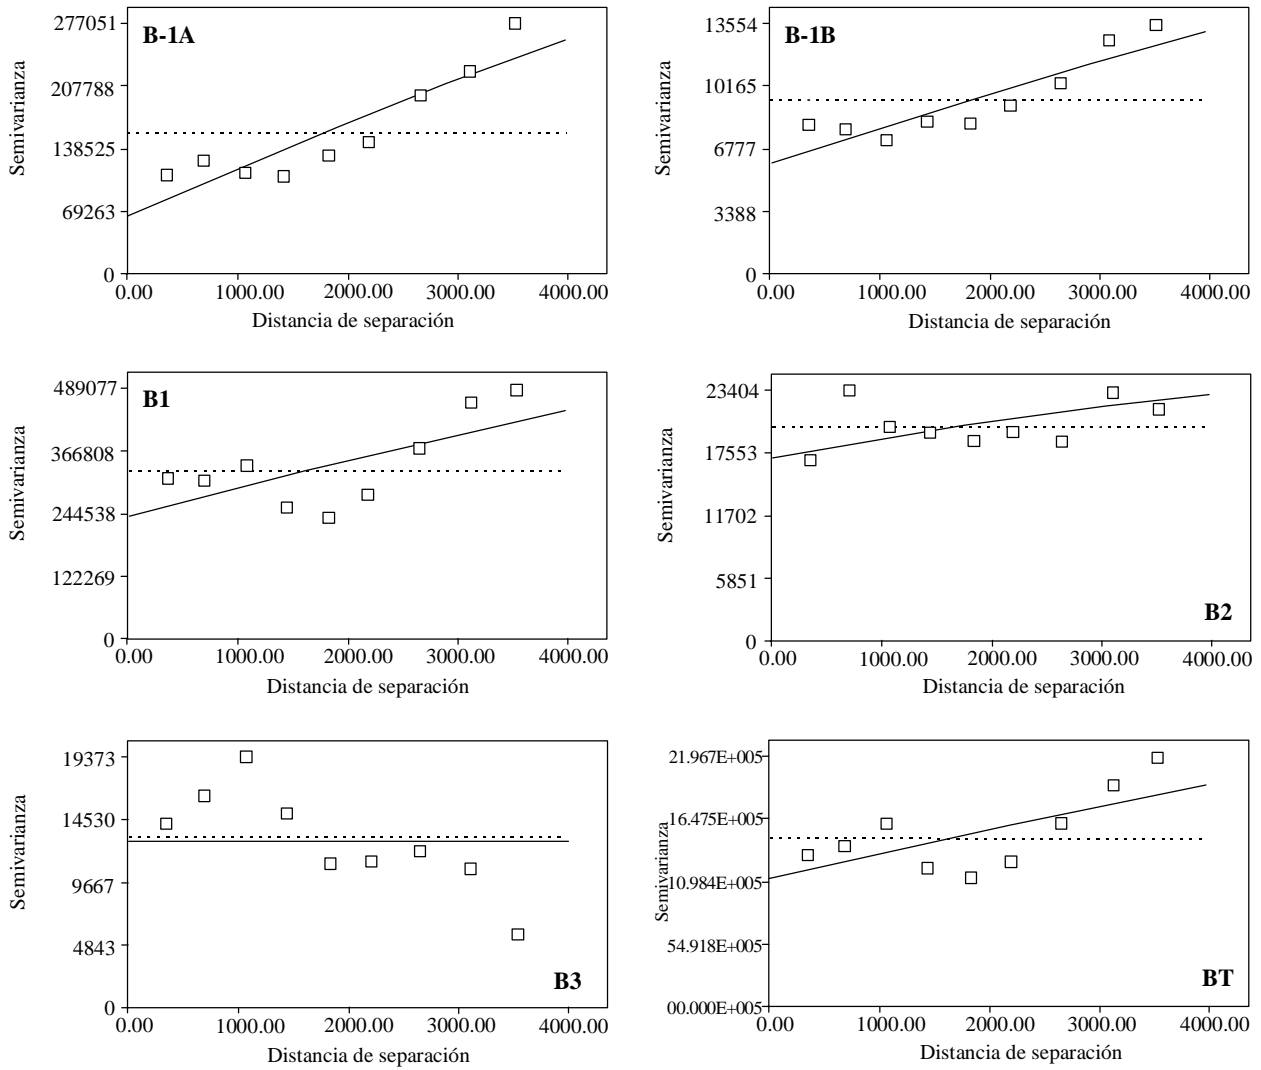 B-1A
Semivarianza
277051
207788
138525
69263
0
0.00 1000.00 2000.00 3000.00 4000.00
Distancia de separación
B-1B
Semivarianza
13554
10165
6777
3388
0
0.00 1000.00 2000.00 3000.00 4000.00
Distancia de separación
B1
Semivarianza
489077
366808
244538
122269
0
0.00 1000.00 2000.00 3000.00 4000.00
Distancia de separación
B2
Semivarianza
23404
17553
11702
5851
0
0.00 1000.00 2000.00 3000.00 4000.00
Distancia de separación
B3
Semivarianza
19373
14530
9667
4843
0
0.00 1000.00 2000.00 3000.00 4000.00
Distancia de separación
BT
Semivarianza
21.967E+005
16.475E+005
10.984E+005
54.918E+005
00.000E+005
0.00 1000.00 2000.00 3000.00 4000.00
Distancia de separación